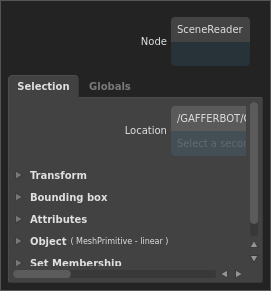 Node SceneReader
Selection Globals
Location /GAFFERBOT/
Select a secon
Transform
Bounding box
Attributes
Object ( MeshPrimitive - linear )
Set Membership